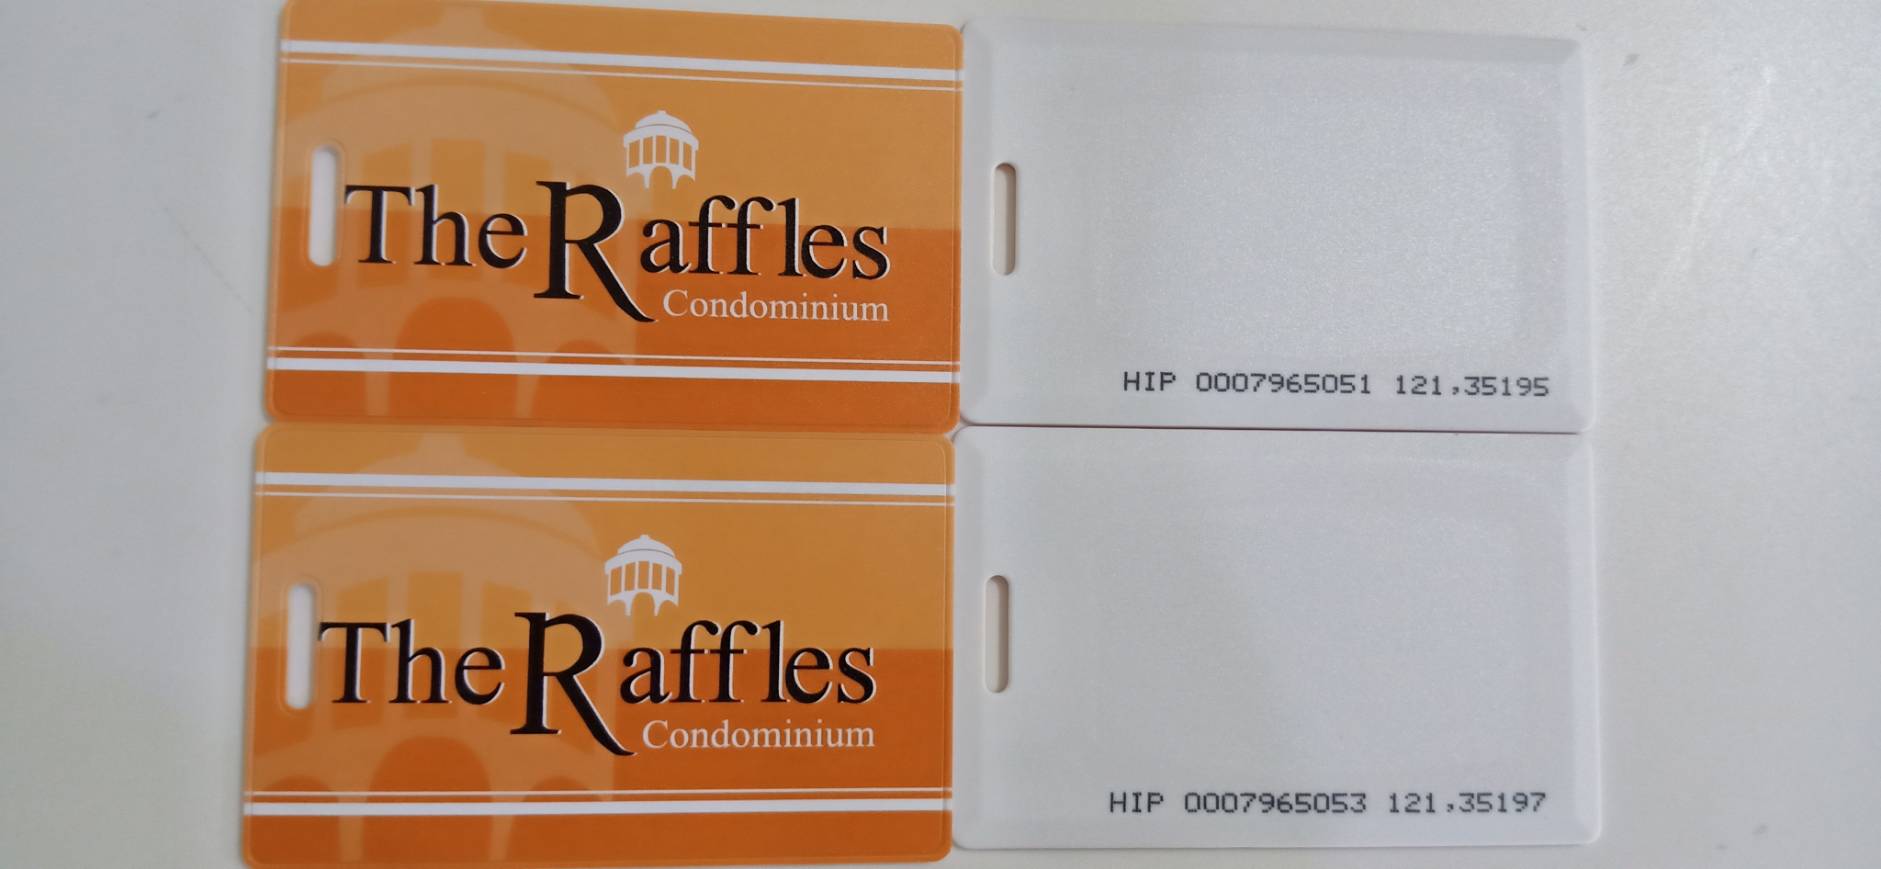 The Raffles
Condominium
HIP 0007965051 121,35195
The Raffles
Condominium
HIP 0007965053 121,35197